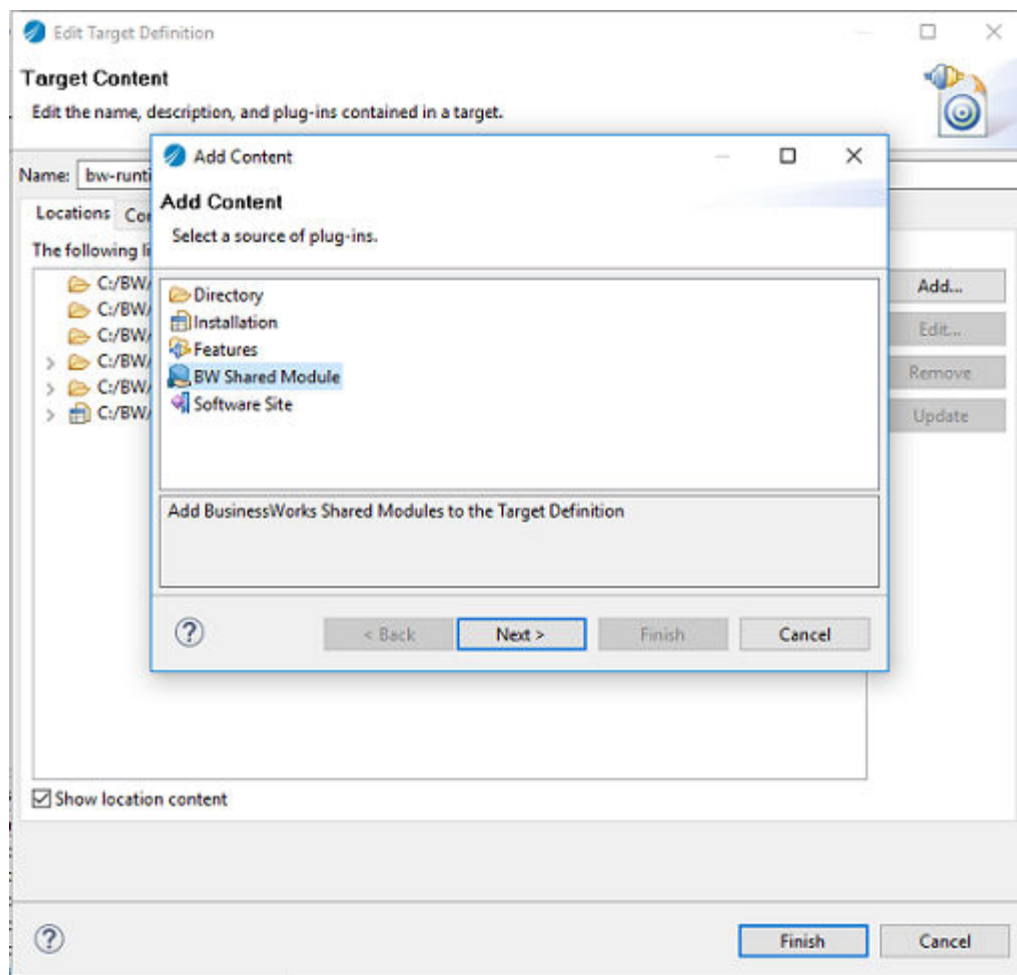 Edit Target Definition
Target Content
Edit the name, description, and plug-ins contained in a target.
Name: bw-runti
Locations Co
The following li
C:/BW/
C:/BW/
C:/BW/
C:/BW/
C:/BW/
C:/BW/
Add...
Edit...
Remove
Update
Add Content
Add Content
Select a source of plug-ins.
Directory
Installation
Features
BW Shared Module
Software Site
Add BusinessWorks Shared Modules to the Target Definition
? < Back Next > Finish Cancel
Show location content
? Finish Cancel